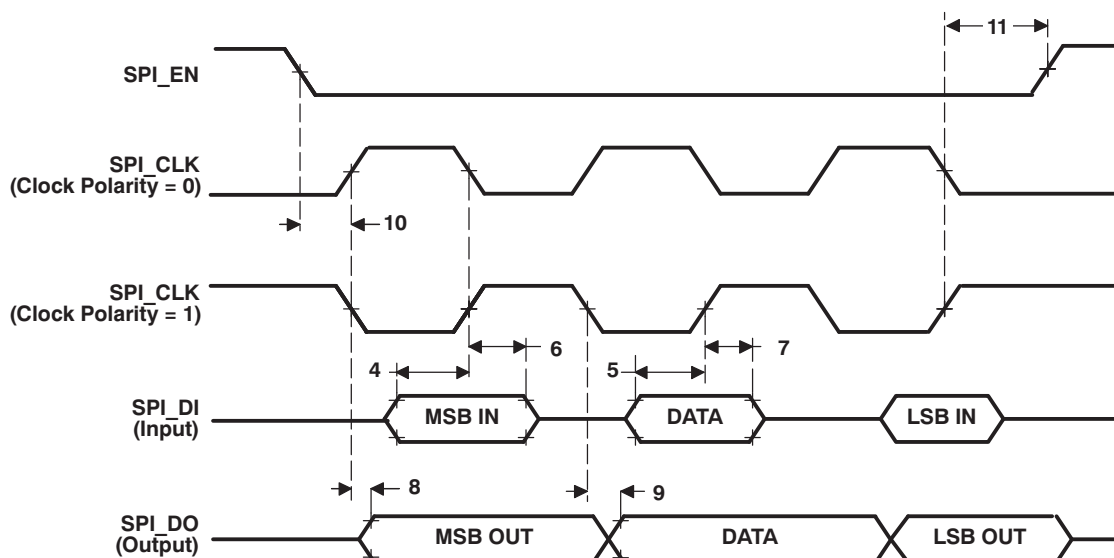 11
SPI_EN
SPI_CLK
(Clock Polarity = 0)
10
SPI_CLK
(Clock Polarity = 1)
6
7
4
5
SPI_DI
(Input)
MSB IN
DATA
LSB IN
8
9
SPI_DO
(Output)
MSB OUT
DATA
LSB OUT